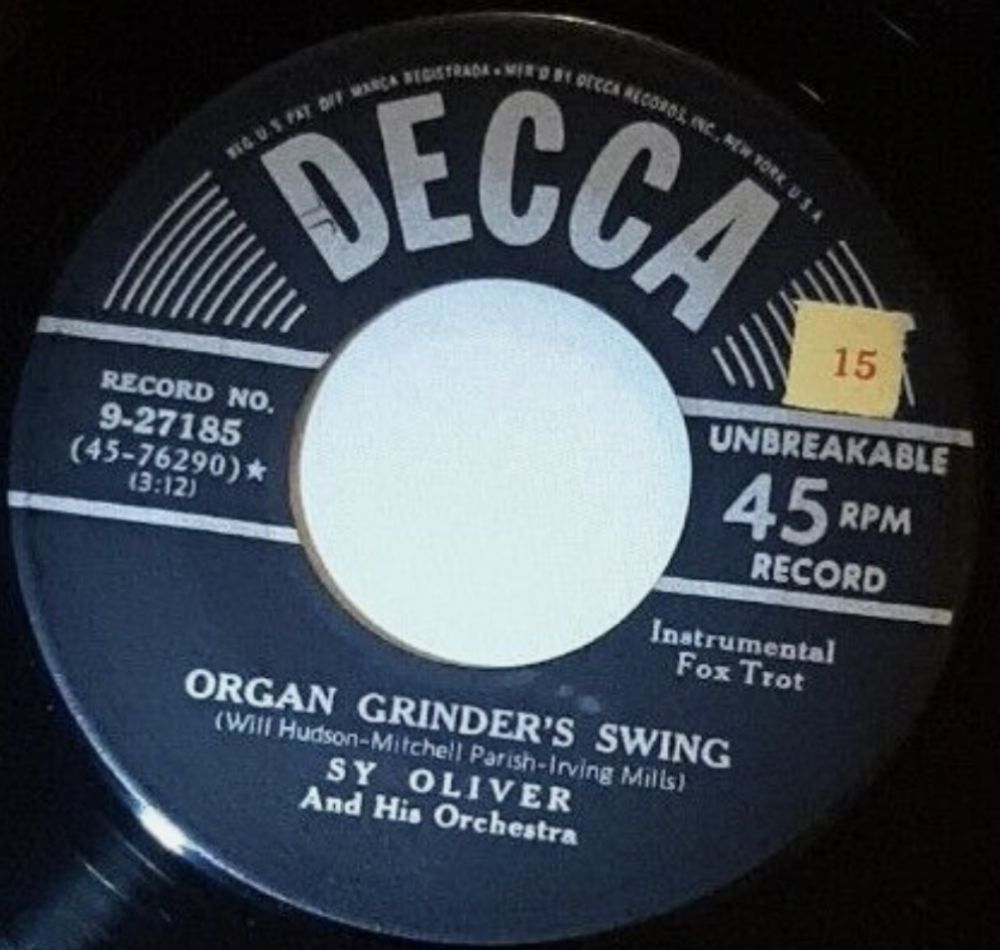 REG. U.S. PAT. OFF. MARCA REGISTRADA • MFR'D BY DECCA RECORDS, INC., NEW YORK U.S.A.
DECCA
15
RECORD NO.
9-27185
(45-76290)★
(3:12)
UNBREAKABLE
45 RPM
RECORD
Instrumental
Fox Trot
ORGAN GRINDER'S SWING
(Will Hudson-Mitchell Parish-Irving Mills)
SY OLIVER
And His Orchestra